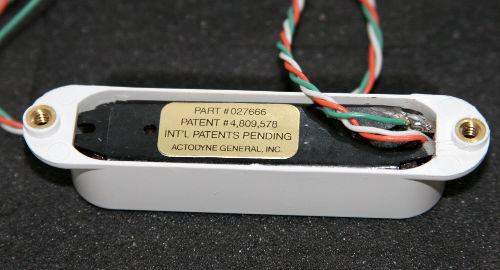 PART #027666
PATENT #4,809,578
INT'L PATENTS PENDING
ACTODYNE GENERAL, INC.